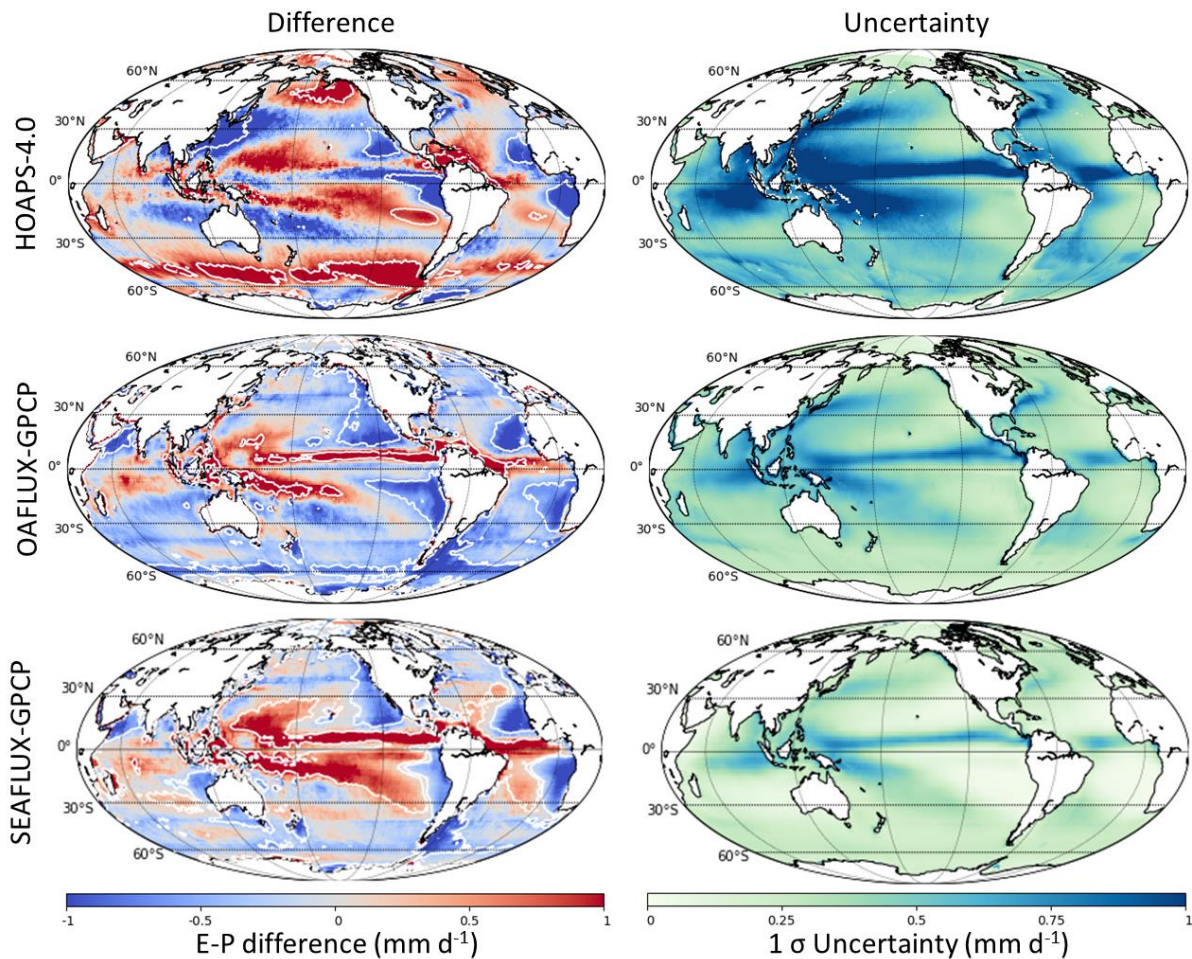 Difference
Uncertainty
HOAPS-4.0
60°N
30°N
0°
30°S
60°S
60°N
30°N
0°
30°S
60°S
OAFLUX-GPCP
60°N
30°N
0°
30°S
60°S
60°N
30°N
0°
30°S
60°S
SEAFLUX-GPCP
60°N
30°N
0°
30°S
60°S
60°N
30°N
0°
30°S
60°S
-1 -0.5 0 0.5 1
E-P difference (mm d⁻¹)
0 0.25 0.5 0.75 1
1 σ Uncertainty (mm d⁻¹)